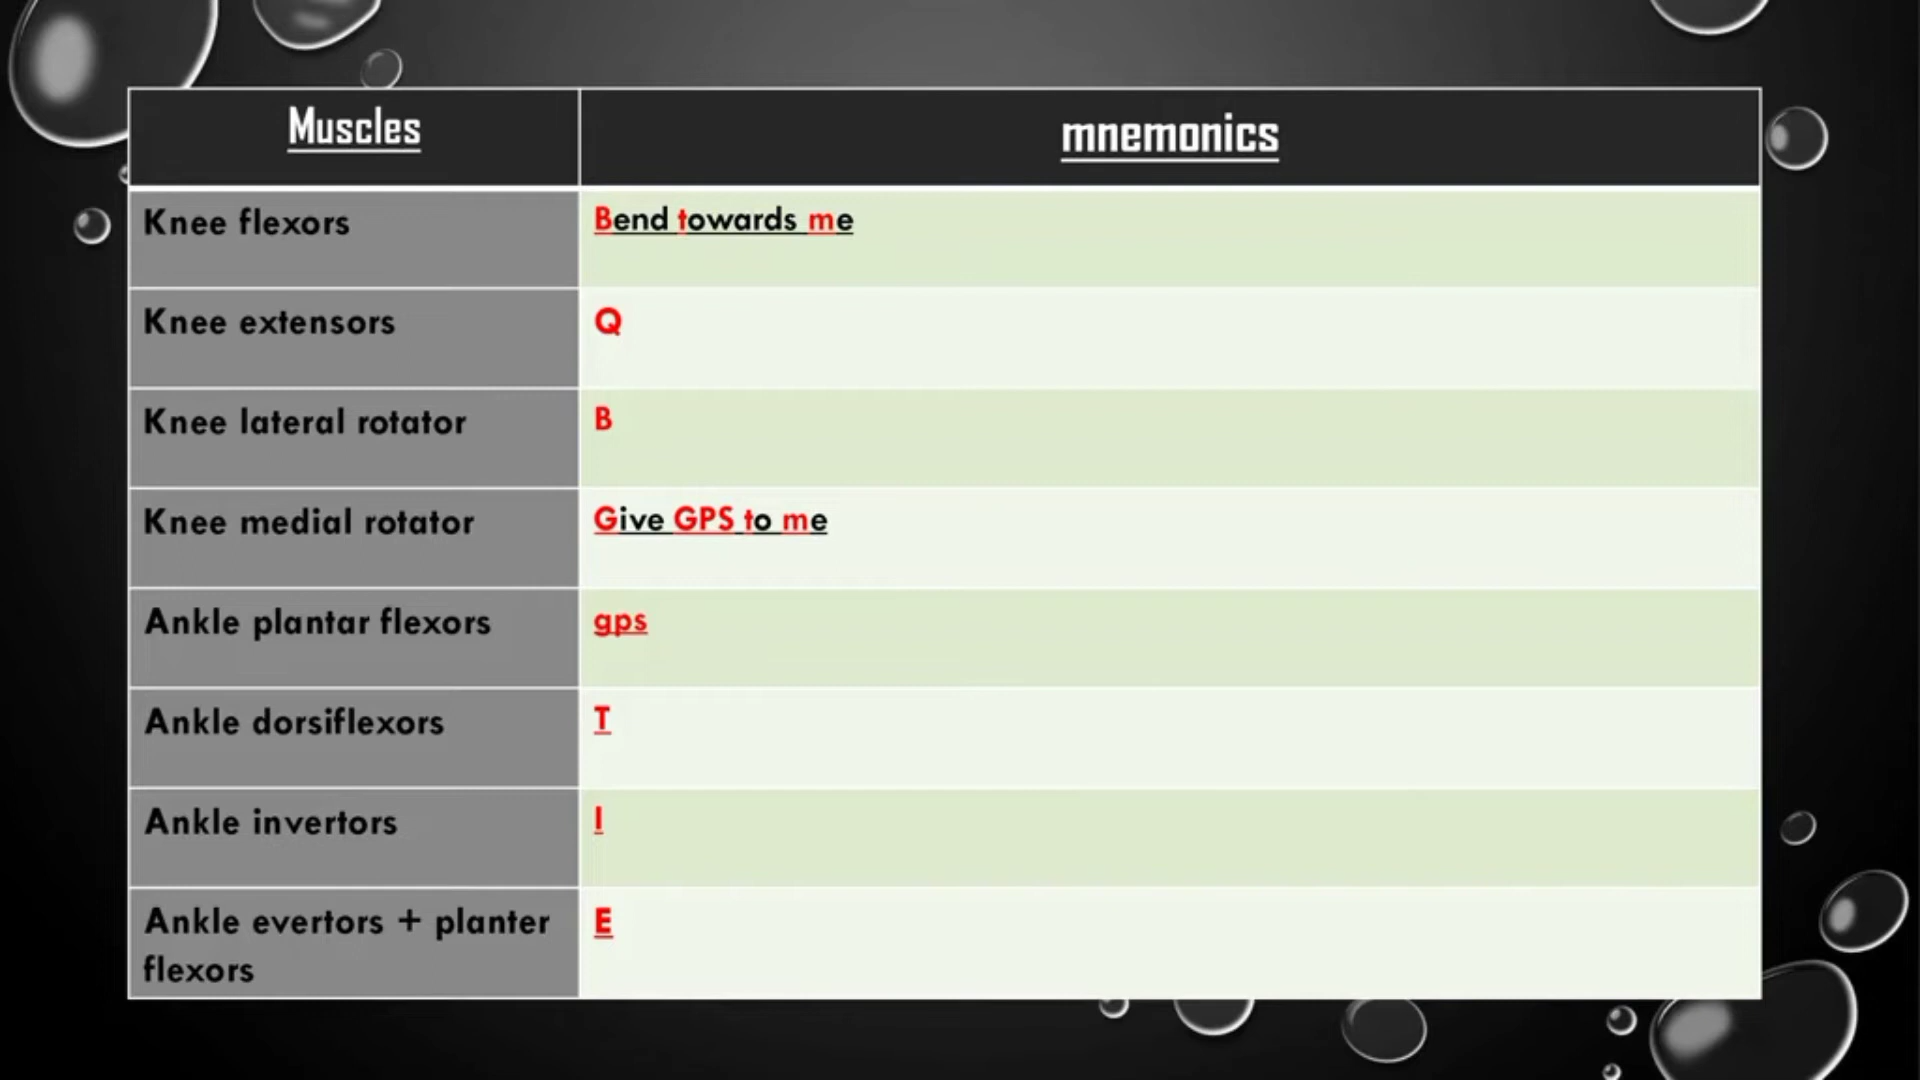 Muscles
mnemonics
Knee flexors
Bend towards me
Knee extensors
Q
Knee lateral rotator
B
Knee medial rotator
Give GPS to me
Ankle plantar flexors
gps
Ankle dorsiflexors
T
Ankle invertors
I
Ankle evertors + planter
flexors
E